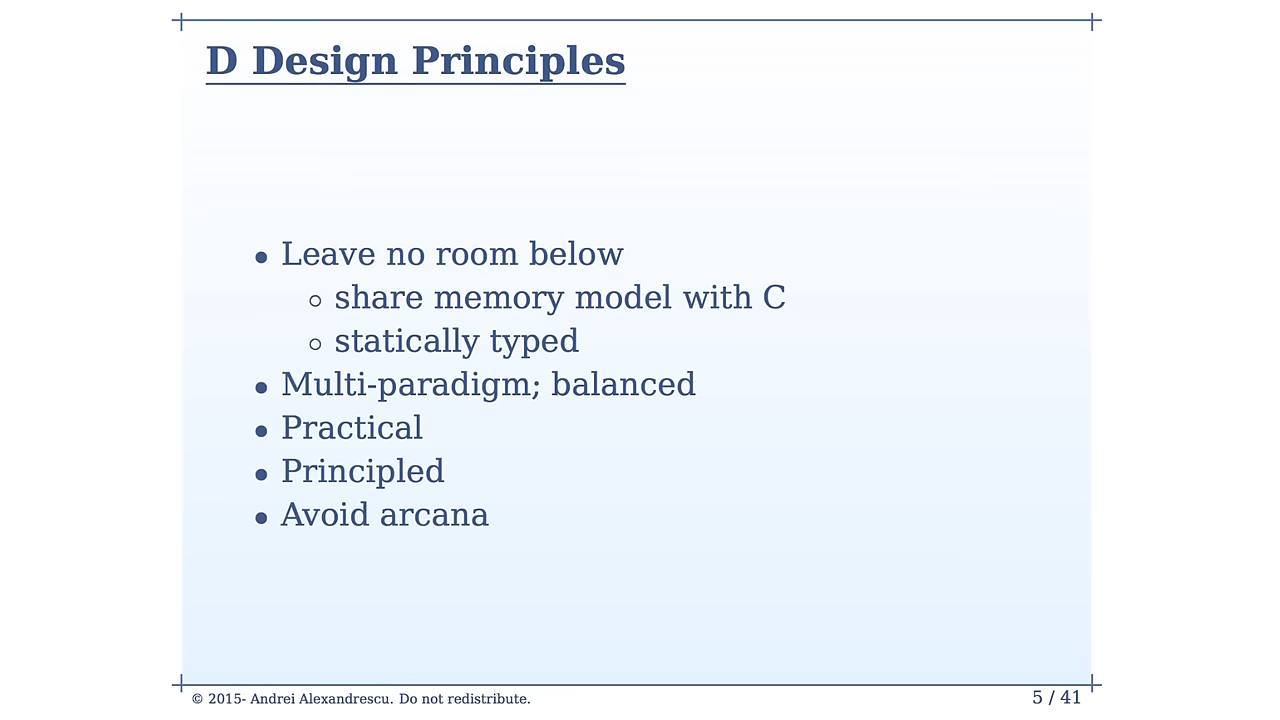 D Design Principles
• Leave no room below
◦ share memory model with C
◦ statically typed
• Multi-paradigm; balanced
• Practical
• Principled
• Avoid arcana
© 2015- Andrei Alexandrescu. Do not redistribute.
5 / 41